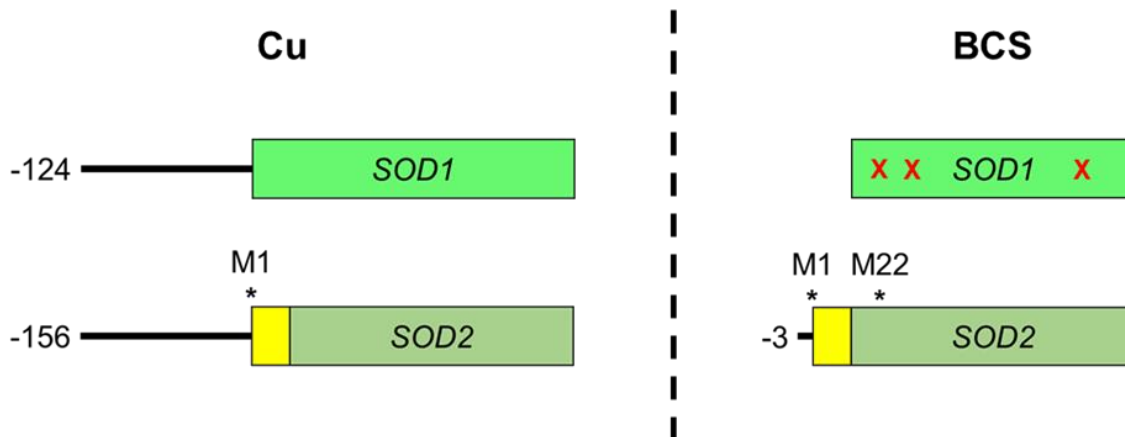 Cu
BCS
-124
SOD1
X X SOD1 X
M1
*
M1 M22
* *
-156
SOD2
-3
SOD2